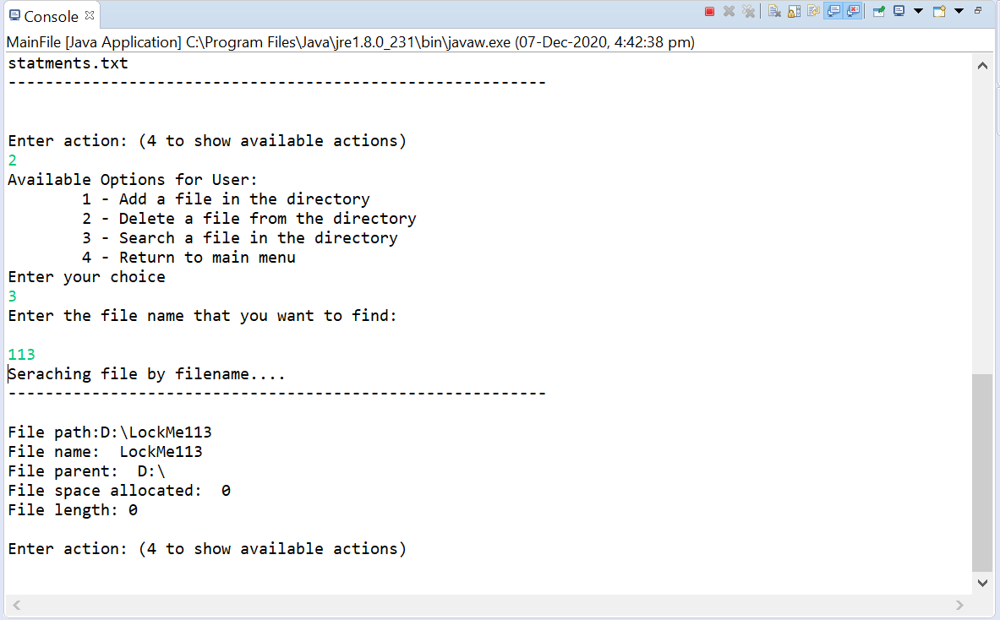 Console
MainFile [Java Application] C:\Program Files\Java\jre1.8.0_231\bin\javaw.exe (07-Dec-2020, 4:42:38 pm)
statments.txt
----------------------------------------------------------
Enter action: (4 to show available actions)
2
Available Options for User:
1 - Add a file in the directory
2 - Delete a file from the directory
3 - Search a file in the directory
4 - Return to main menu
Enter your choice
3
Enter the file name that you want to find:
113
Seraching file by filename....
----------------------------------------------------------
File path:D:\LockMe113
File name:  LockMe113
File parent:  D:\
File space allocated:  0
File length: 0
Enter action: (4 to show available actions)